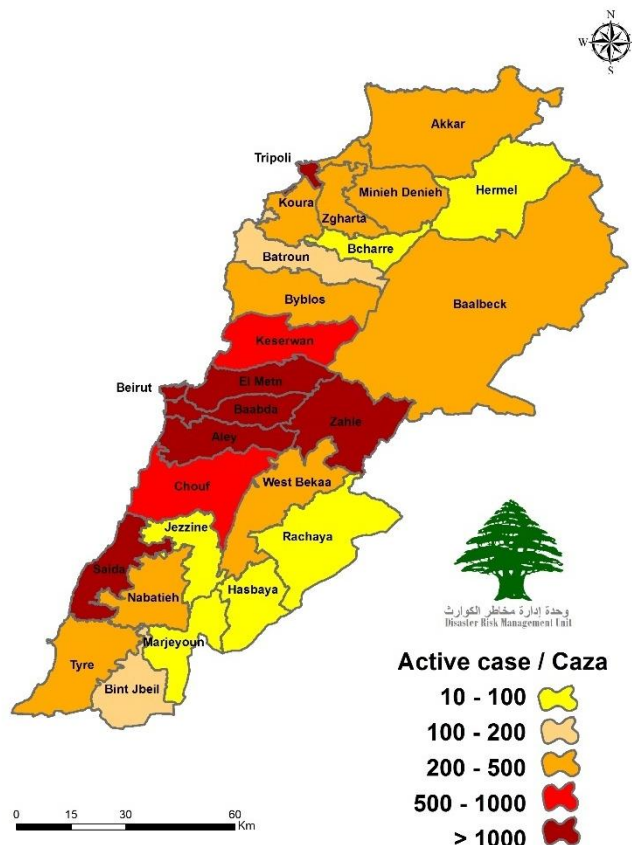 N
W E
S
Akkar
Tripoli
Minieh Denieh
Hermel
Koura
Zgharta
Bcharre
Batroun
Byblos
Baalbeck
Keserwan
El Metn
Beirut
Baabda
Zahle
Aley
West Bekaa
Chouf
Jezzine
Rachaya
Saida
Hasbaya
Nabatieh
Marjeyoun
Tyre
Bint Jbeil
وحدة إدارة مخاطر الكوارث
Disaster Risk Management Unit
Active case / Caza
10 - 100
100 - 200
200 - 500
500 - 1000
> 1000
0 15 30 60
Km